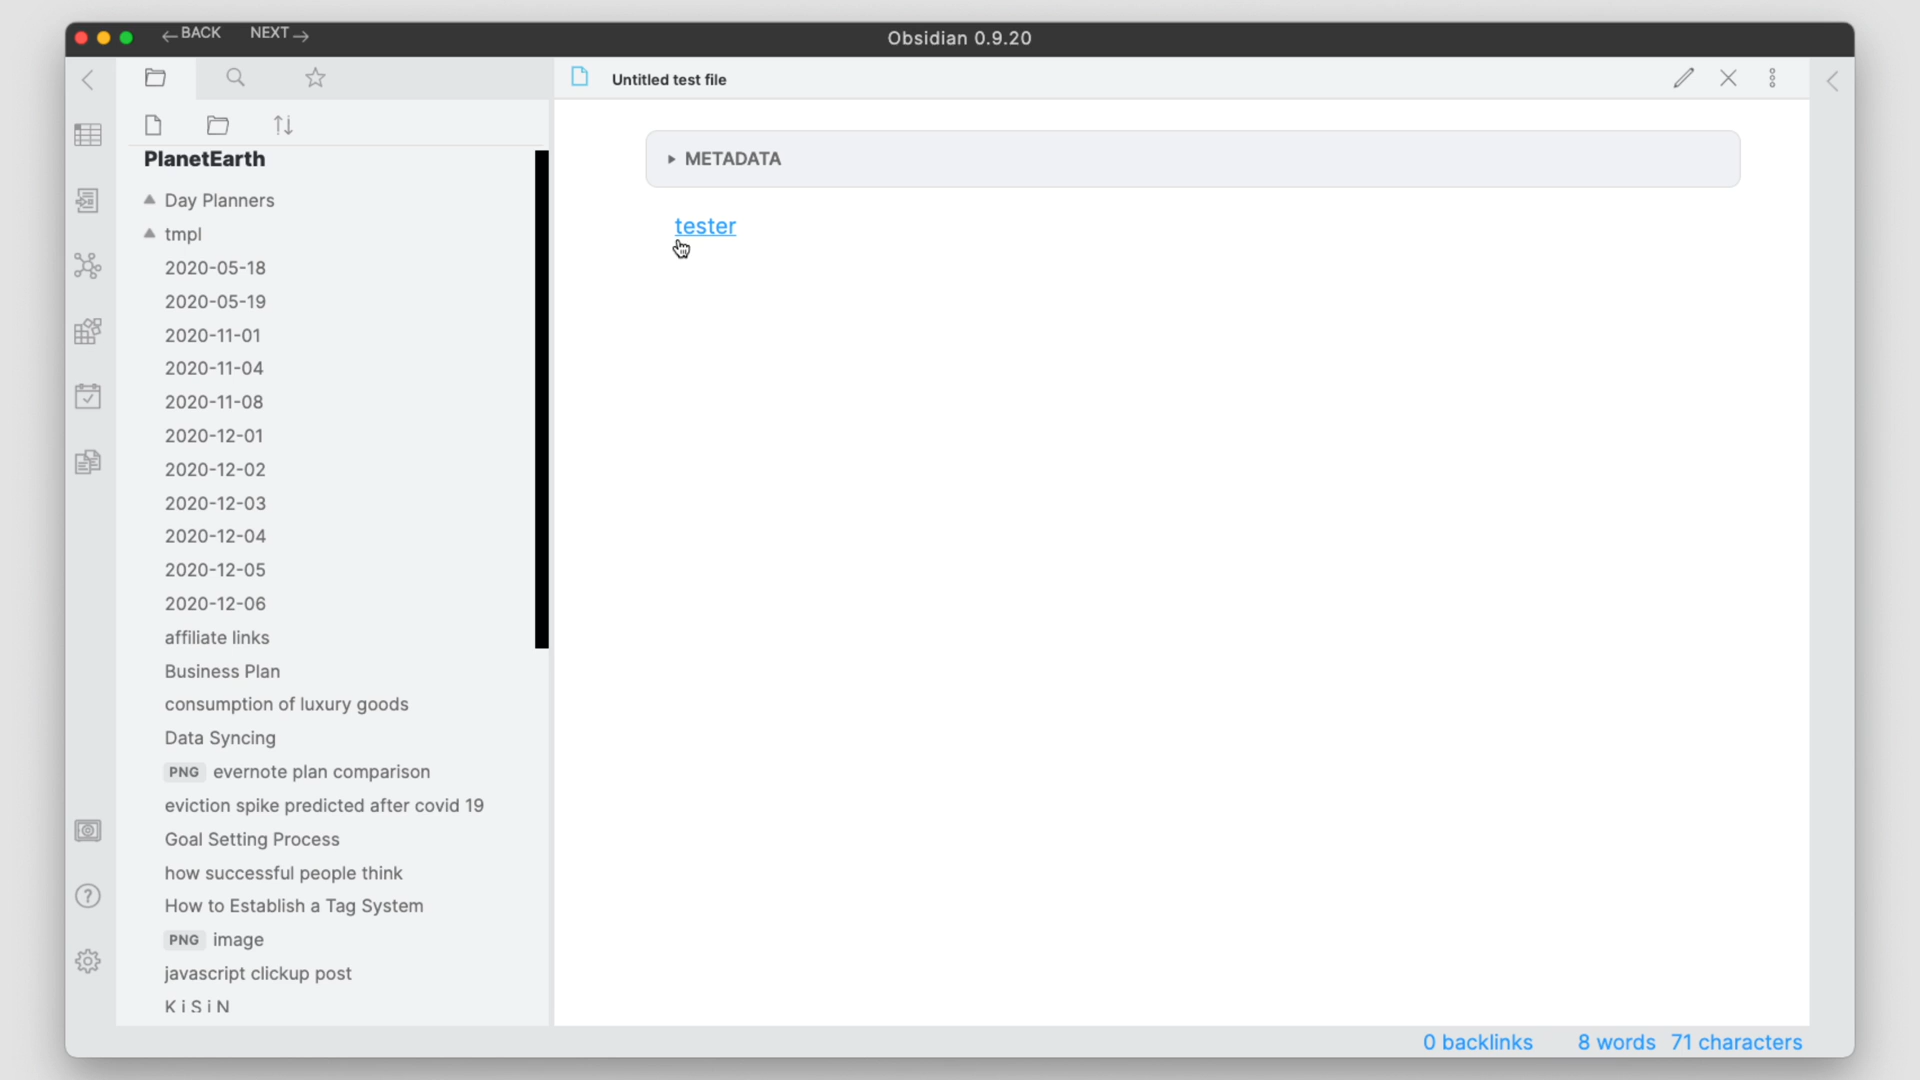 BACK NEXT Obsidian 0.9.20
Untitled test file
PlanetEarth
Day Planners
tmpl
2020-05-18
2020-05-19
2020-11-01
2020-11-04
2020-11-08
2020-12-01
2020-12-02
2020-12-03
2020-12-04
2020-12-05
2020-12-06
affiliate links
Business Plan
consumption of luxury goods
Data Syncing
PNG evernote plan comparison
eviction spike predicted after covid 19
Goal Setting Process
how successful people think
How to Establish a Tag System
PNG image
javascript clickup post
K i S i N
METADATA
tester
0 backlinks 8 words 71 characters